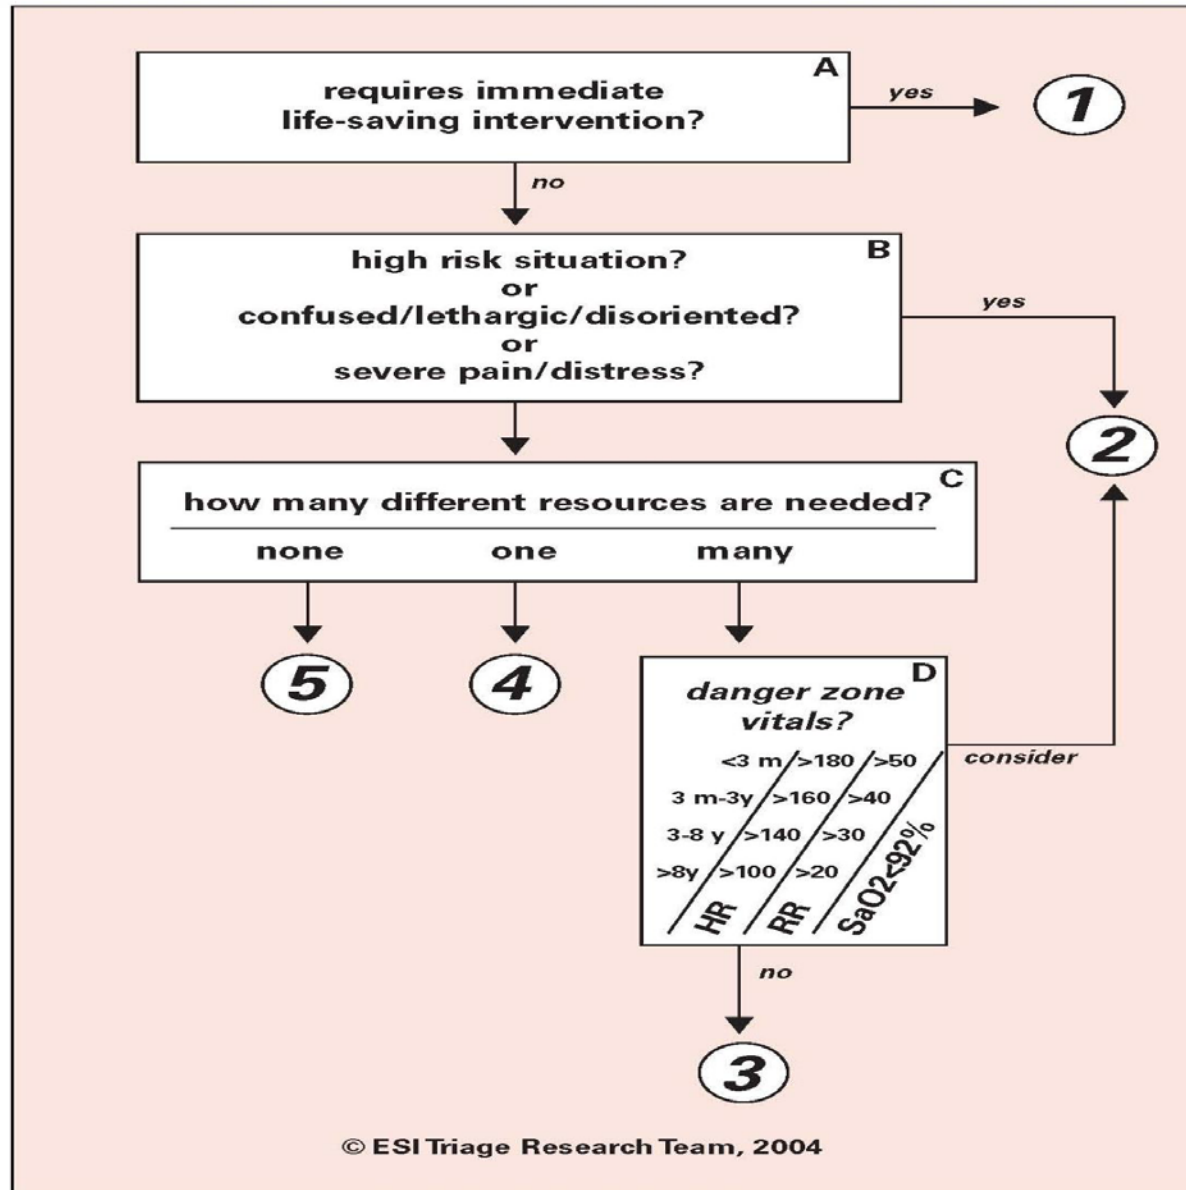 A
requires immediate
life-saving intervention?
yes
1
no
B
high risk situation?
or
confused/lethargic/disoriented?
or
severe pain/distress?
yes
2
C
how many different resources are needed?
none one many
5 4
D
danger zone
vitals?
<3 m >180 >50
3 m-3y >160 >40
3-8 y >140 >30
>8y >100 >20
HR RR SaO2<92%
consider
no
3
© ESI Triage Research Team, 2004